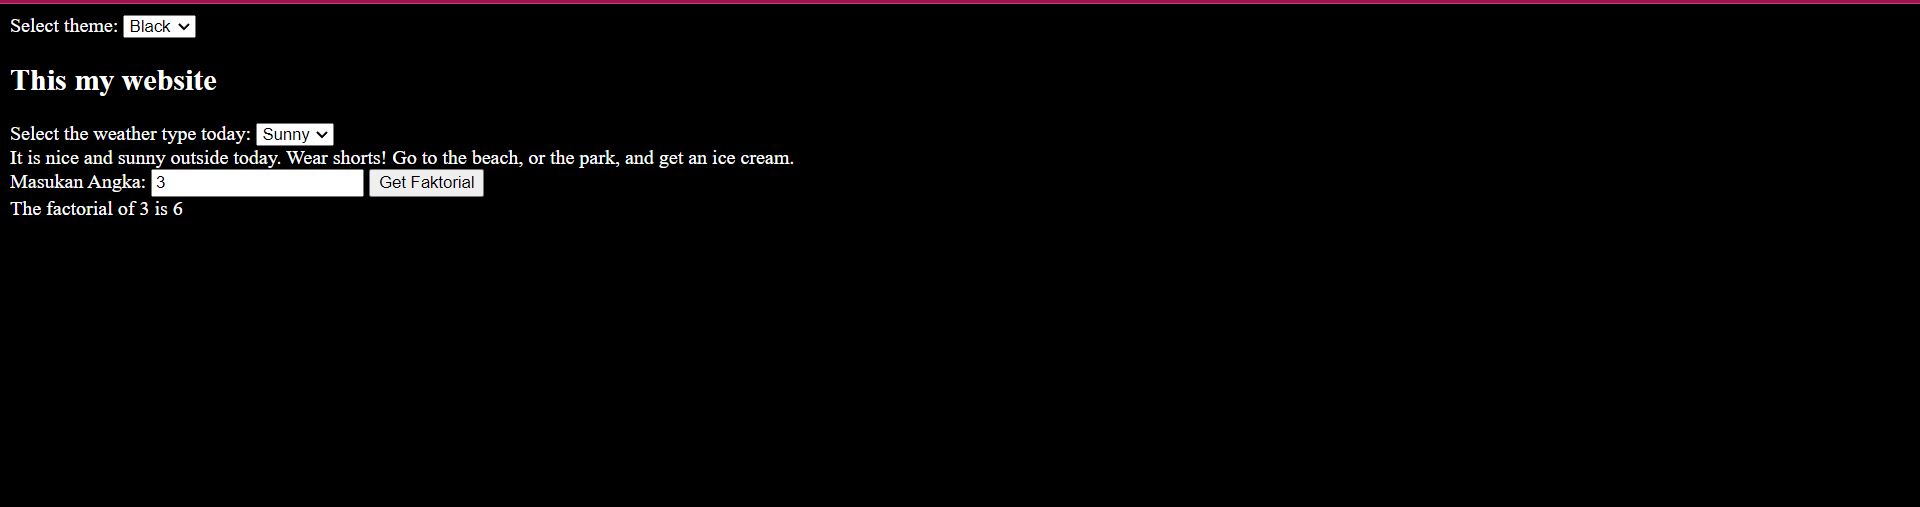 Select theme: Black
This my website
Select the weather type today: Sunny
It is nice and sunny outside today. Wear shorts! Go to the beach, or the park, and get an ice cream.
Masukan Angka: 3 Get Faktorial
The factorial of 3 is 6